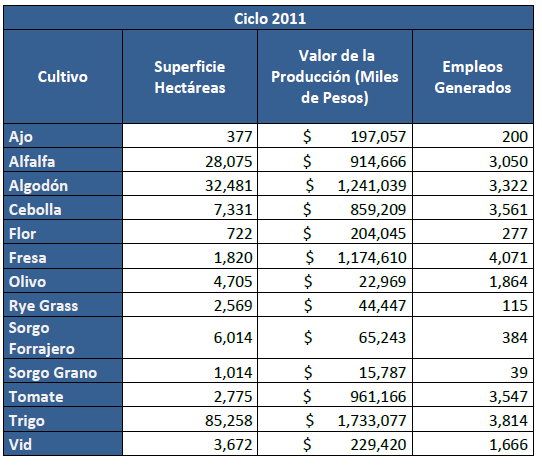 Ciclo 2011
Cultivo Superficie Hectáreas Valor de la Producción (Miles de Pesos) Empleos Generados
Ajo 377 $ 197,057 200
Alfalfa 28,075 $ 914,666 3,050
Algodón 32,481 $ 1,241,039 3,322
Cebolla 7,331 $ 859,209 3,561
Flor 722 $ 204,045 277
Fresa 1,820 $ 1,174,610 4,071
Olivo 4,705 $ 22,969 1,864
Rye Grass 2,569 $ 44,447 115
Sorgo Forrajero 6,014 $ 65,243 384
Sorgo Grano 1,014 $ 15,787 39
Tomate 2,775 $ 961,166 3,547
Trigo 85,258 $ 1,733,077 3,814
Vid 3,672 $ 229,420 1,666